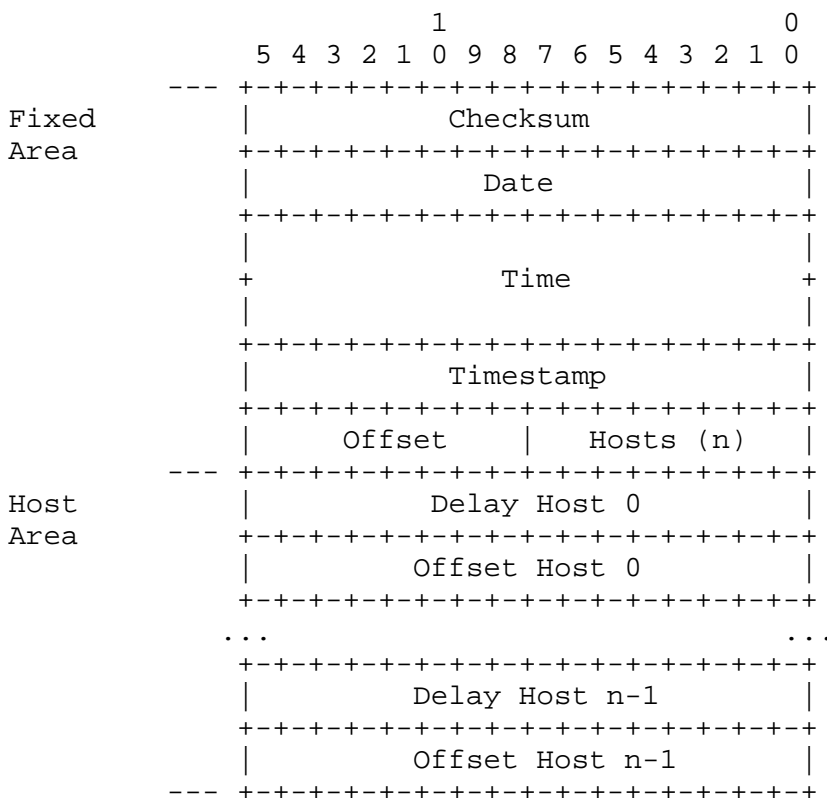 1                   0
               5 4 3 2 1 0 9 8 7 6 5 4 3 2 1 0
          --- +-+-+-+-+-+-+-+-+-+-+-+-+-+-+-+-+
Fixed         |           Checksum            |
Area          +-+-+-+-+-+-+-+-+-+-+-+-+-+-+-+-+
              |             Date              |
              +-+-+-+-+-+-+-+-+-+-+-+-+-+-+-+-+
              |                               |
              +              Time             +
              |                               |
              +-+-+-+-+-+-+-+-+-+-+-+-+-+-+-+-+
              |           Timestamp           |
              +-+-+-+-+-+-+-+-+-+-+-+-+-+-+-+-+
              |     Offset    |   Hosts (n)   |
          --- +-+-+-+-+-+-+-+-+-+-+-+-+-+-+-+-+
Host          |          Delay Host 0         |
Area          +-+-+-+-+-+-+-+-+-+-+-+-+-+-+-+-+
              |         Offset Host 0         |
              +-+-+-+-+-+-+-+-+-+-+-+-+-+-+-+-+
             ...                             ...
              +-+-+-+-+-+-+-+-+-+-+-+-+-+-+-+-+
              |         Delay Host n-1        |
              +-+-+-+-+-+-+-+-+-+-+-+-+-+-+-+-+
              |         Offset Host n-1       |
          --- +-+-+-+-+-+-+-+-+-+-+-+-+-+-+-+-+